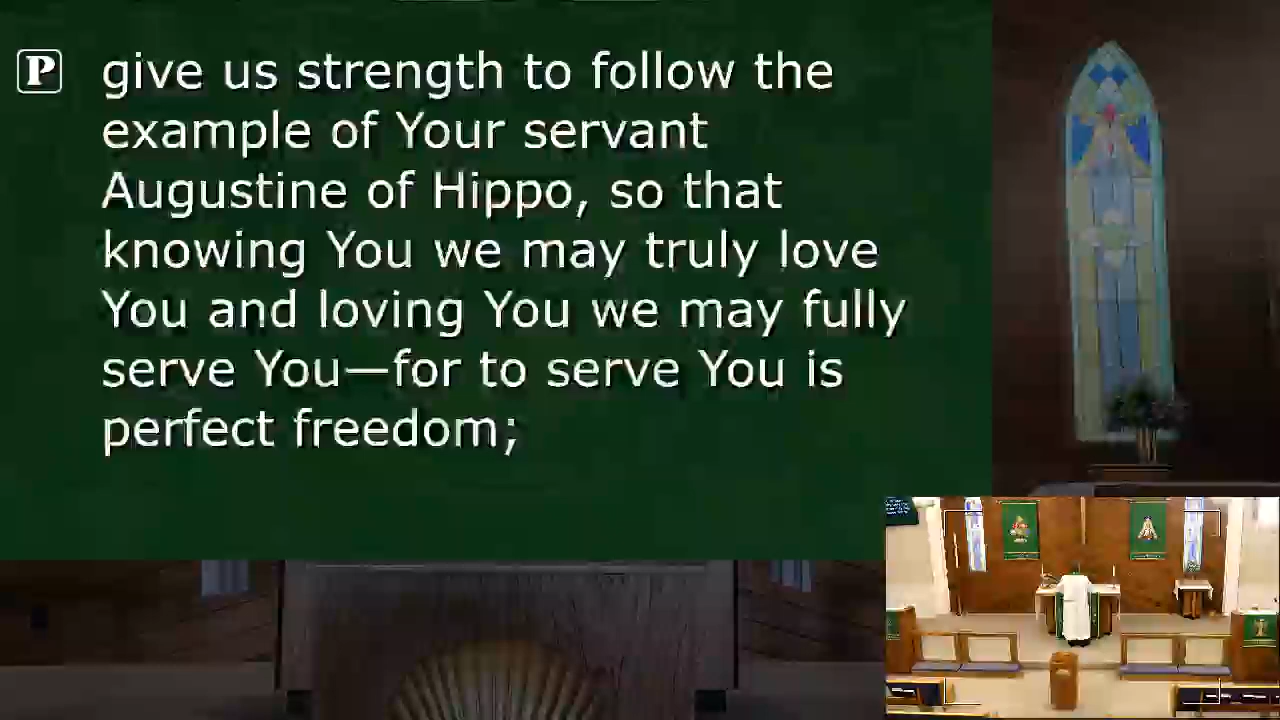 P give us strength to follow the
example of Your servant
Augustine of Hippo, so that
knowing You we may truly love
You and loving You we may fully
serve You—for to serve You is
perfect freedom;